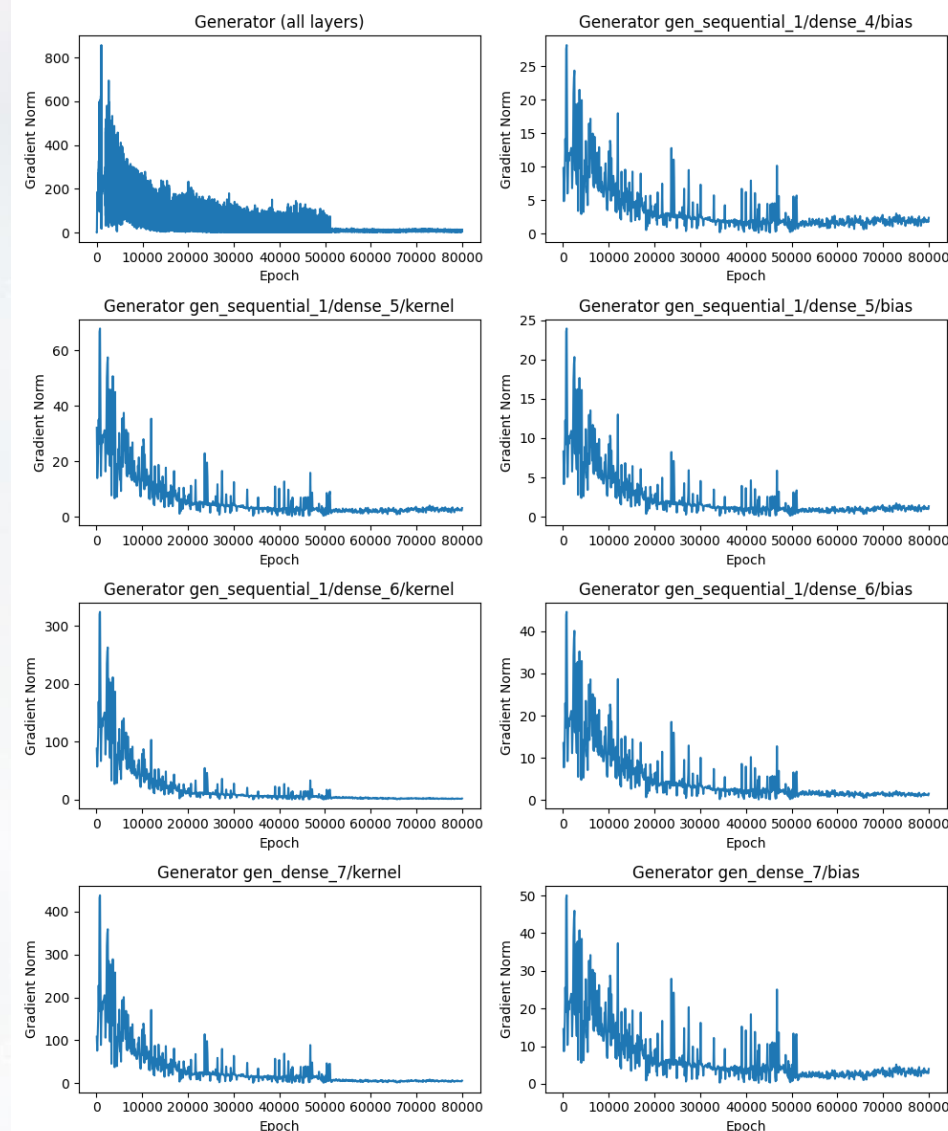 Generator (all layers)
800
600
400
200
0
Gradient Norm
0 10000 20000 30000 40000 50000 60000 70000 80000
Epoch
Generator gen_sequential_1/dense_4/bias
25
20
15
10
5
0
Gradient Norm
0 10000 20000 30000 40000 50000 60000 70000 80000
Epoch
Generator gen_sequential_1/dense_5/kernel
60
40
20
0
Gradient Norm
0 10000 20000 30000 40000 50000 60000 70000 80000
Epoch
Generator gen_sequential_1/dense_5/bias
25
20
15
10
5
0
Gradient Norm
0 10000 20000 30000 40000 50000 60000 70000 80000
Epoch
Generator gen_sequential_1/dense_6/kernel
300
200
100
0
Gradient Norm
0 10000 20000 30000 40000 50000 60000 70000 80000
Epoch
Generator gen_sequential_1/dense_6/bias
40
30
20
10
0
Gradient Norm
0 10000 20000 30000 40000 50000 60000 70000 80000
Epoch
Generator gen_dense_7/kernel
400
300
200
100
0
Gradient Norm
0 10000 20000 30000 40000 50000 60000 70000 80000
Epoch
Generator gen_dense_7/bias
50
40
30
20
10
0
Gradient Norm
0 10000 20000 30000 40000 50000 60000 70000 80000
Epoch